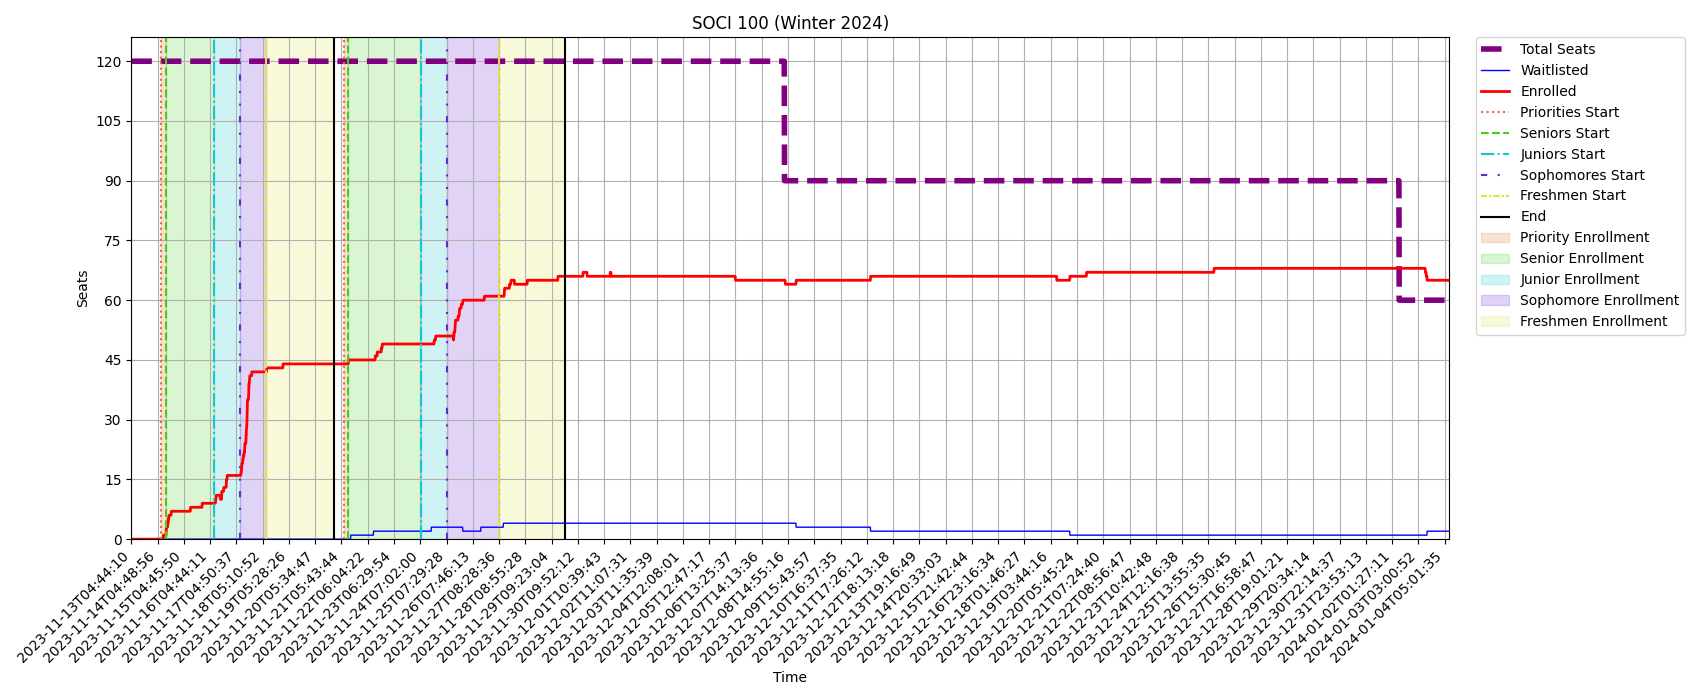 SOCI 100 (Winter 2024)
Seats
120
105
90
75
60
45
30
15
0
2023-11-13T04:44:10
2023-11-14T04:48:56
2023-11-15T04:45:50
2023-11-16T04:44:11
2023-11-17T04:50:37
2023-11-18T05:10:52
2023-11-19T05:28:26
2023-11-20T05:34:47
2023-11-21T05:43:44
2023-11-22T06:04:22
2023-11-23T06:29:54
2023-11-24T07:02:00
2023-11-25T07:29:28
2023-11-26T07:46:13
2023-11-27T08:28:36
2023-11-28T08:55:28
2023-11-29T09:23:04
2023-11-30T09:52:12
2023-12-01T10:39:43
2023-12-02T11:07:31
2023-12-03T11:35:39
2023-12-04T12:08:01
2023-12-05T12:47:17
2023-12-06T13:25:37
2023-12-07T14:13:36
2023-12-08T14:55:16
2023-12-09T15:43:57
2023-12-10T16:37:35
2023-12-11T17:26:12
2023-12-12T18:13:18
2023-12-13T19:16:49
2023-12-14T20:33:03
2023-12-15T21:42:44
2023-12-16T23:16:34
2023-12-18T01:46:27
2023-12-19T03:44:16
2023-12-20T05:45:24
2023-12-21T07:24:40
2023-12-22T08:56:47
2023-12-23T10:42:48
2023-12-24T12:16:38
2023-12-25T13:55:35
2023-12-26T15:30:45
2023-12-27T16:58:47
2023-12-28T19:01:21
2023-12-29T20:34:14
2023-12-30T22:14:37
2023-12-31T23:53:13
2024-01-02T01:27:11
2024-01-03T03:00:52
2024-01-04T05:01:35
Time
Total Seats
Waitlisted
Enrolled
Priorities Start
Seniors Start
Juniors Start
Sophomores Start
Freshmen Start
End
Priority Enrollment
Senior Enrollment
Junior Enrollment
Sophomore Enrollment
Freshmen Enrollment